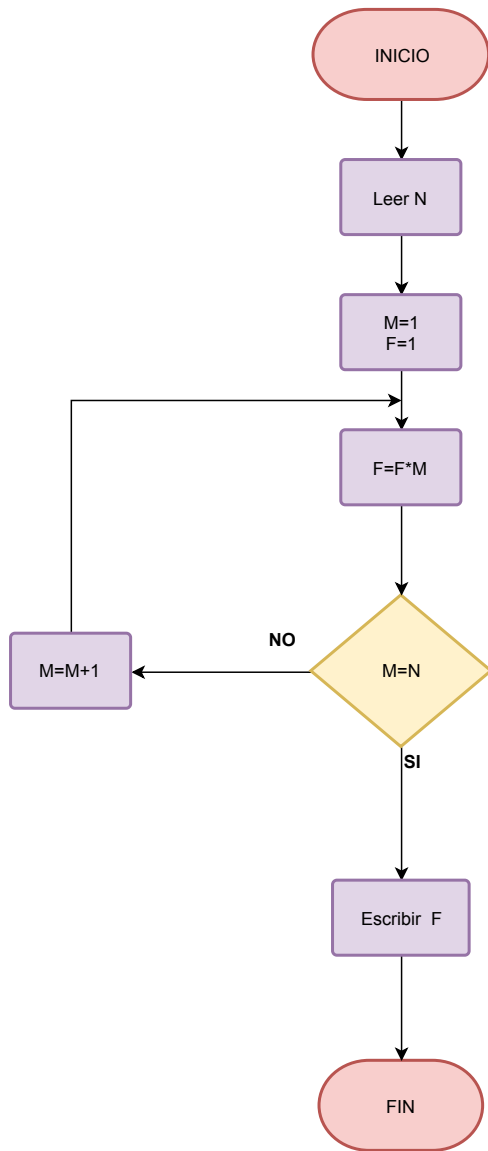 INICIO
Leer N
M=1
F=1
F=F*M
NO
M=M+1
M=N
SI
Escribir F
FIN